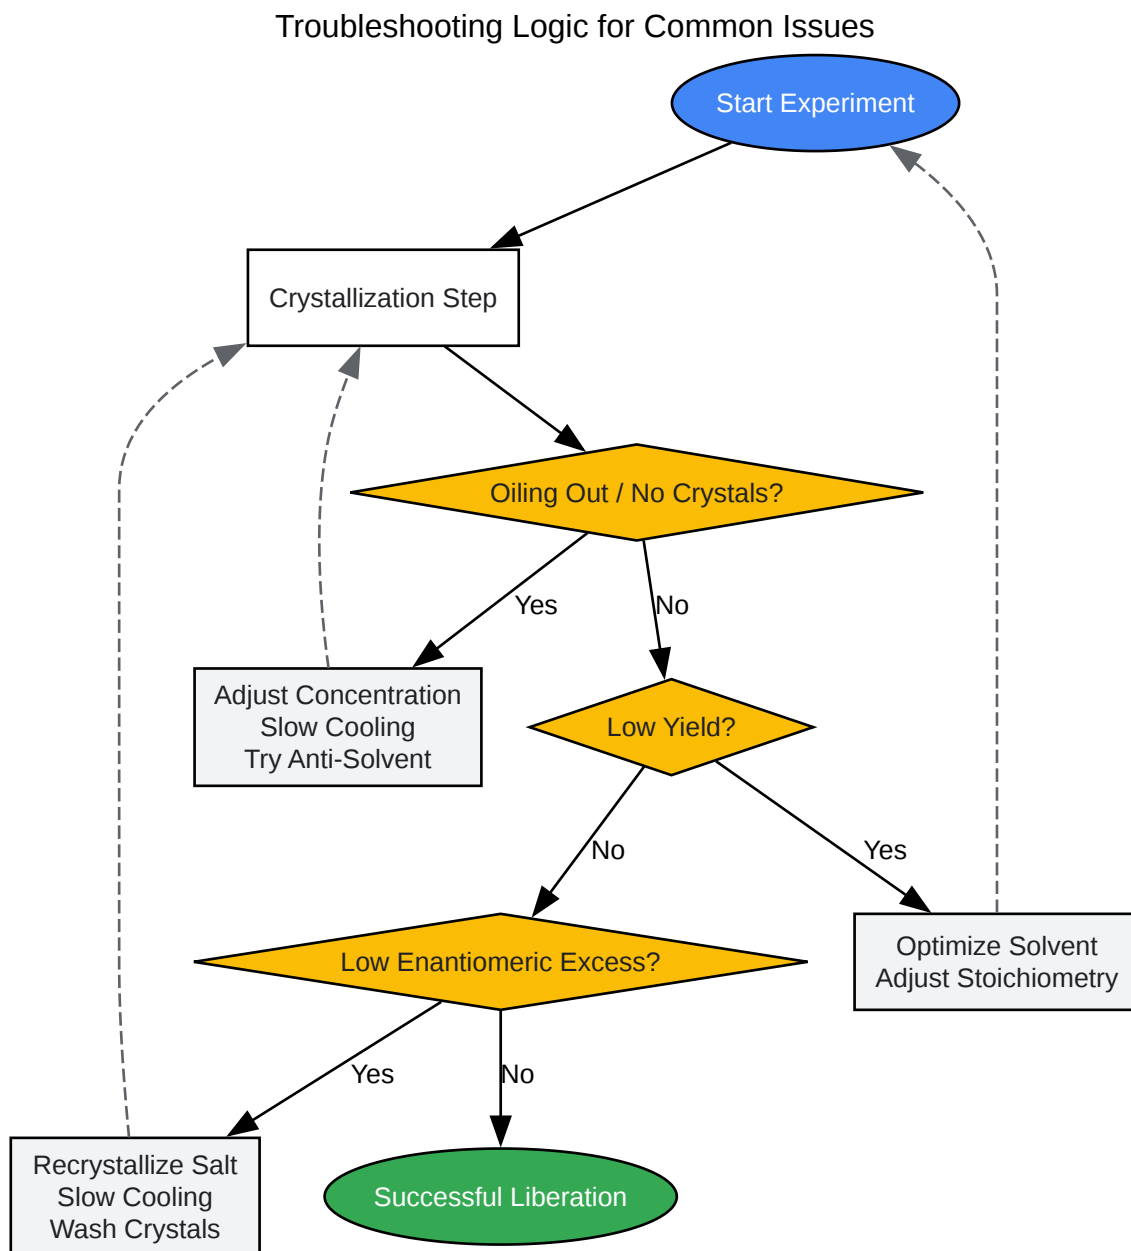 Troubleshooting Logic for Common Issues
Start Experiment
Crystallization Step
Oiling Out / No Crystals?
Yes
No
Adjust Concentration
Slow Cooling
Try Anti-Solvent
Low Yield?
No
Yes
Low Enantiomeric Excess?
Optimize Solvent
Adjust Stoichiometry
Yes
No
Recrystallize Salt
Slow Cooling
Wash Crystals
Successful Liberation